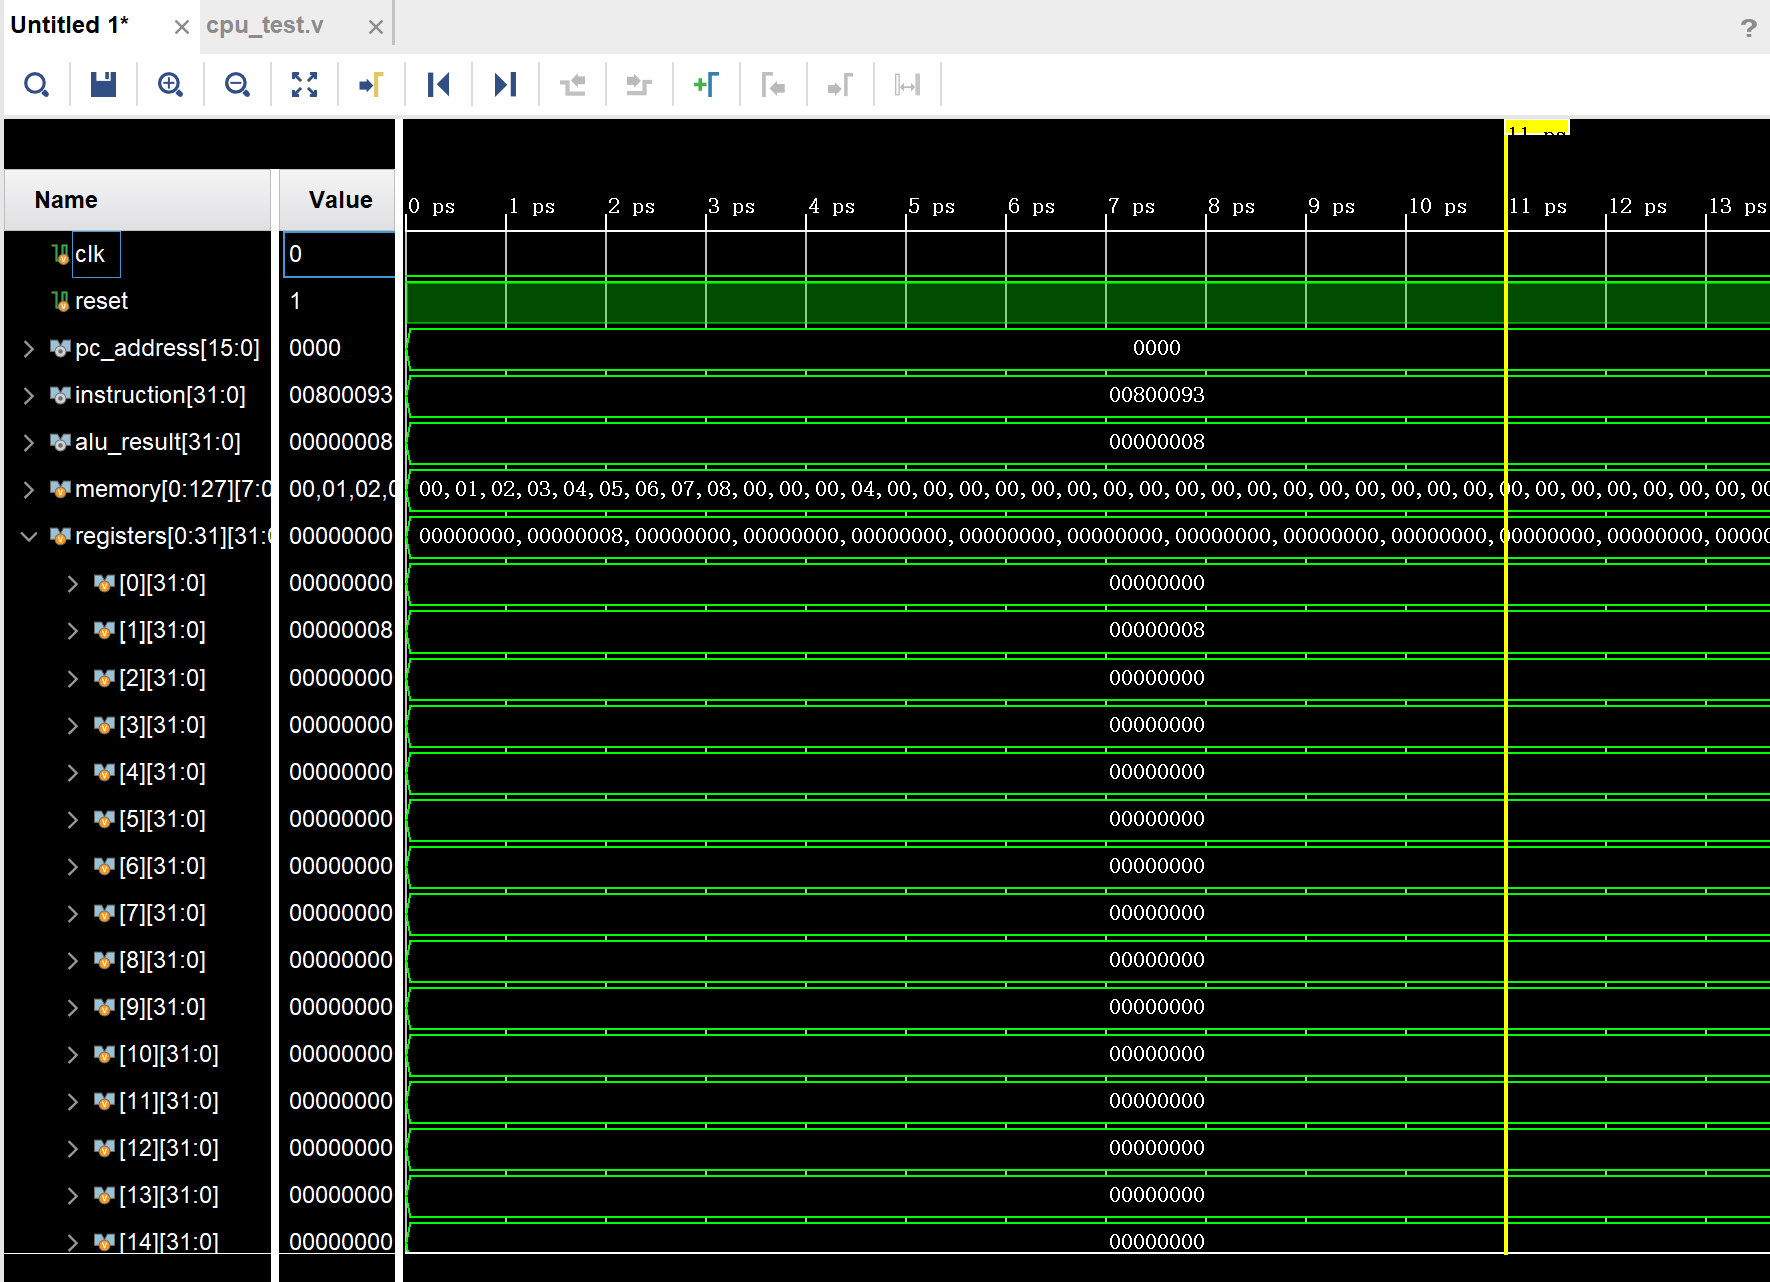 Untitled 1* cpu_test.v ?
11 ps
Name Value 0 ps 1 ps 2 ps 3 ps 4 ps 5 ps 6 ps 7 ps 8 ps 9 ps 10 ps 11 ps 12 ps 13 ps
clk 0
reset 1
pc_address[15:0] 0000 0000
instruction[31:0] 00800093 00800093
alu_result[31:0] 00000008 00000008
memory[0:127][7:0 00,01,02,0 00,01,02,03,04,05,06,07,08,00,00,00,04,00,00,00,00,00,00,00,00,00,00,00,00,00,00,00,00,00,00,00,00,00,00,00,00,00
registers[0:31][31:0 00000000 00000000,00000008,00000000,00000000,00000000,00000000,00000000,00000000,00000000,00000000,00000000,00000000,00000
[0][31:0] 00000000 00000000
[1][31:0] 00000008 00000008
[2][31:0] 00000000 00000000
[3][31:0] 00000000 00000000
[4][31:0] 00000000 00000000
[5][31:0] 00000000 00000000
[6][31:0] 00000000 00000000
[7][31:0] 00000000 00000000
[8][31:0] 00000000 00000000
[9][31:0] 00000000 00000000
[10][31:0] 00000000 00000000
[11][31:0] 00000000 00000000
[12][31:0] 00000000 00000000
[13][31:0] 00000000 00000000
[14][31:0] 00000000 00000000